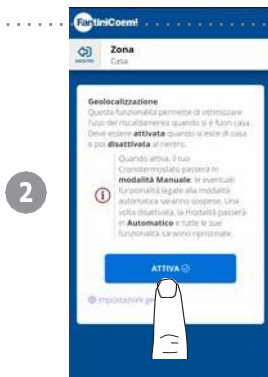 FantiniCosmi
Zona
Casa
Geolocalizzazione
Questa funzionalità permette di ottimizzare
l'uso del riscaldamento quando si è fuori casa.
Deve essere attivata quando si esce di casa
e poi disattivata al rientro.
Quando attiva, il tuo
Cronotermostato passerà in
modalità Manuale, le eventuali
funzionalità legate alla modalità
automatica saranno sospese. Una
volta disattivata, la modalità passerà
in Automatico e tutte le sue
funzionalità saranno ripristinate.
2
ATTIVA
impostazioni